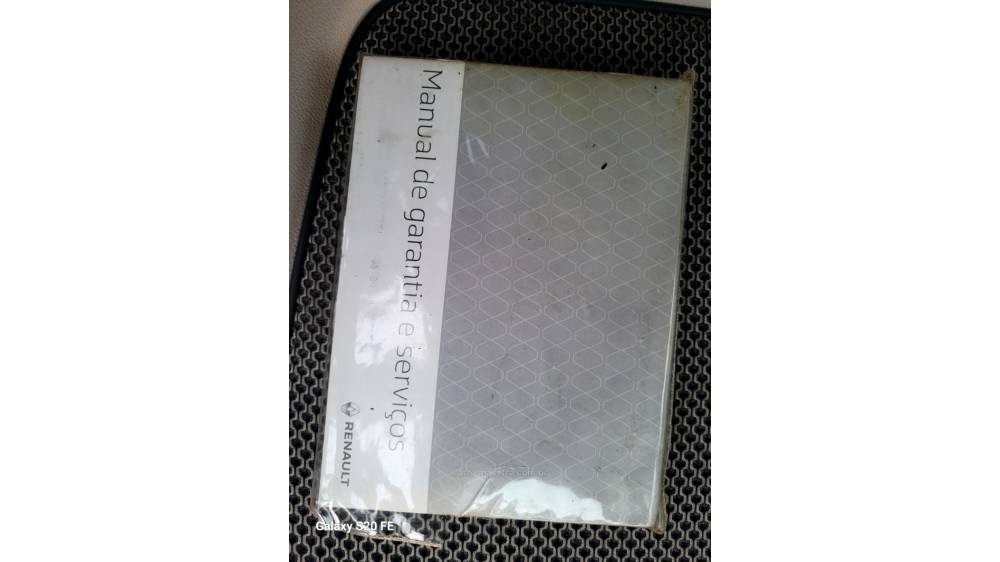 Manual de garantia e serviços
RENAULT
Galaxy S20 FE